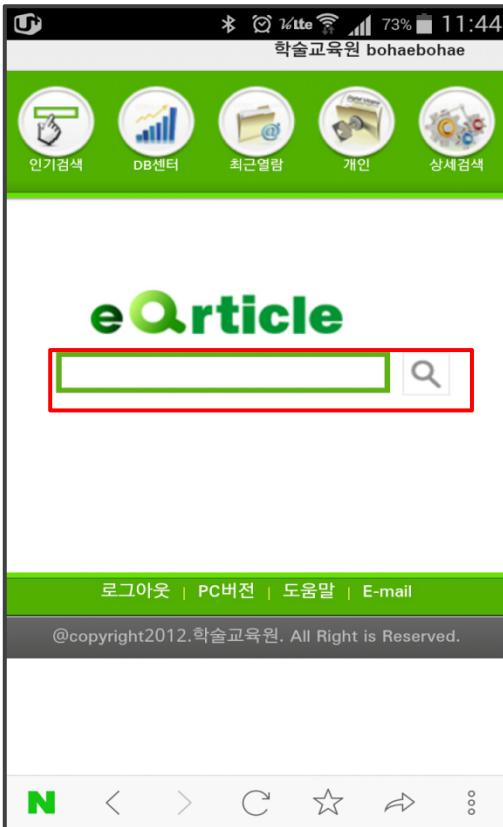 Lte 73% 11:44
학술교육원 bohaebohae
인기검색 DB센터 최근열람 개인 상세검색
eArticle
로그아웃 | PC버전 | 도움말 | E-mail
@copyright2012.학술교육원. All Right is Reserved.
N